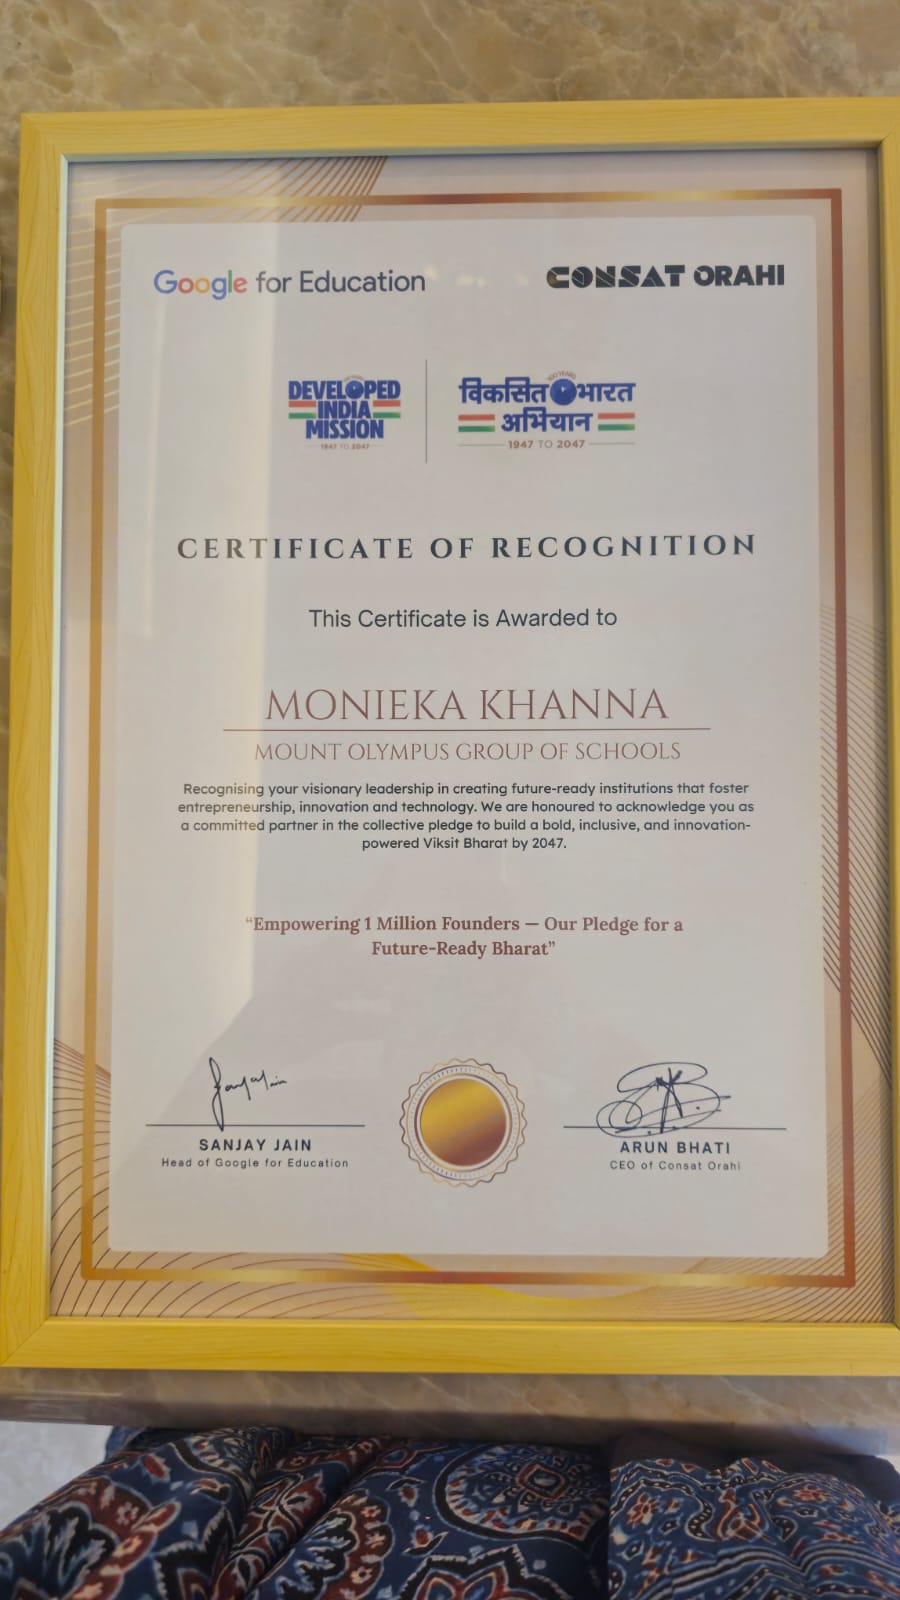 Google for Education
CONSAT ORAHI
DEVELOPED
INDIA
MISSION
1947 TO 2047
100 YEARS
विकसित भारत
अभियान
1947 TO 2047
CERTIFICATE OF RECOGNITION
This Certificate is Awarded to
MONIEKA KHANNA
MOUNT OLYMPUS GROUP OF SCHOOLS
Recognising your visionary leadership in creating future-ready institutions that foster
entrepreneurship, innovation and technology. We are honoured to acknowledge you as
a committed partner in the collective pledge to build a bold, inclusive, and innovation-
powered Viksit Bharat by 2047.
“Empowering 1 Million Founders — Our Pledge for a
Future-Ready Bharat”
SANJAY JAIN
Head of Google for Education
ARUN BHATI
CEO of Consat Orahi